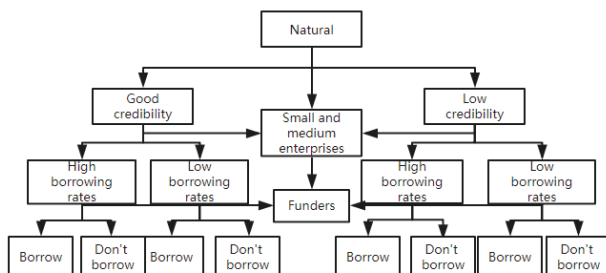 Natural
Good
credibility
Small and
medium
enterprises
Low
credibility
High
borrowing
rates
Low
borrowing
rates
Funders
High
borrowing
rates
Low
borrowing
rates
Borrow
Don't
borrow
Borrow
Don't
borrow
Borrow
Don't
borrow
Borrow
Don't
borrow